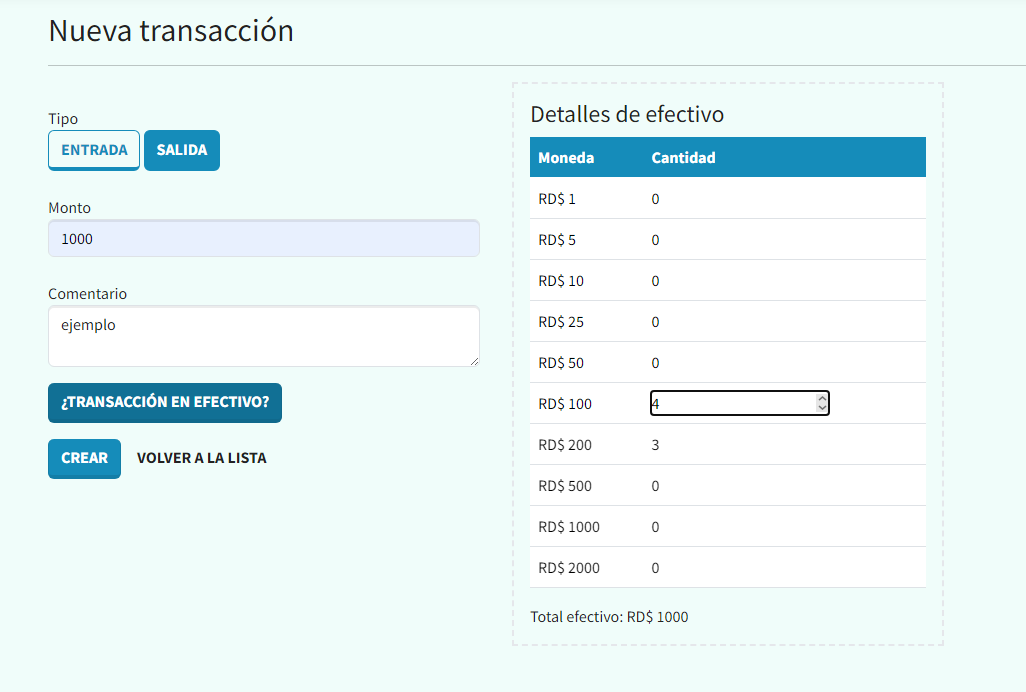 Nueva transacción
Tipo
ENTRADA SALIDA
Monto
1000
Comentario
ejemplo
¿TRANSACCIÓN EN EFECTIVO?
CREAR VOLVER A LA LISTA
Detalles de efectivo
Moneda Cantidad
RD$ 1 0
RD$ 5 0
RD$ 10 0
RD$ 25 0
RD$ 50 0
RD$ 100 4
RD$ 200 3
RD$ 500 0
RD$ 1000 0
RD$ 2000 0
Total efectivo: RD$ 1000